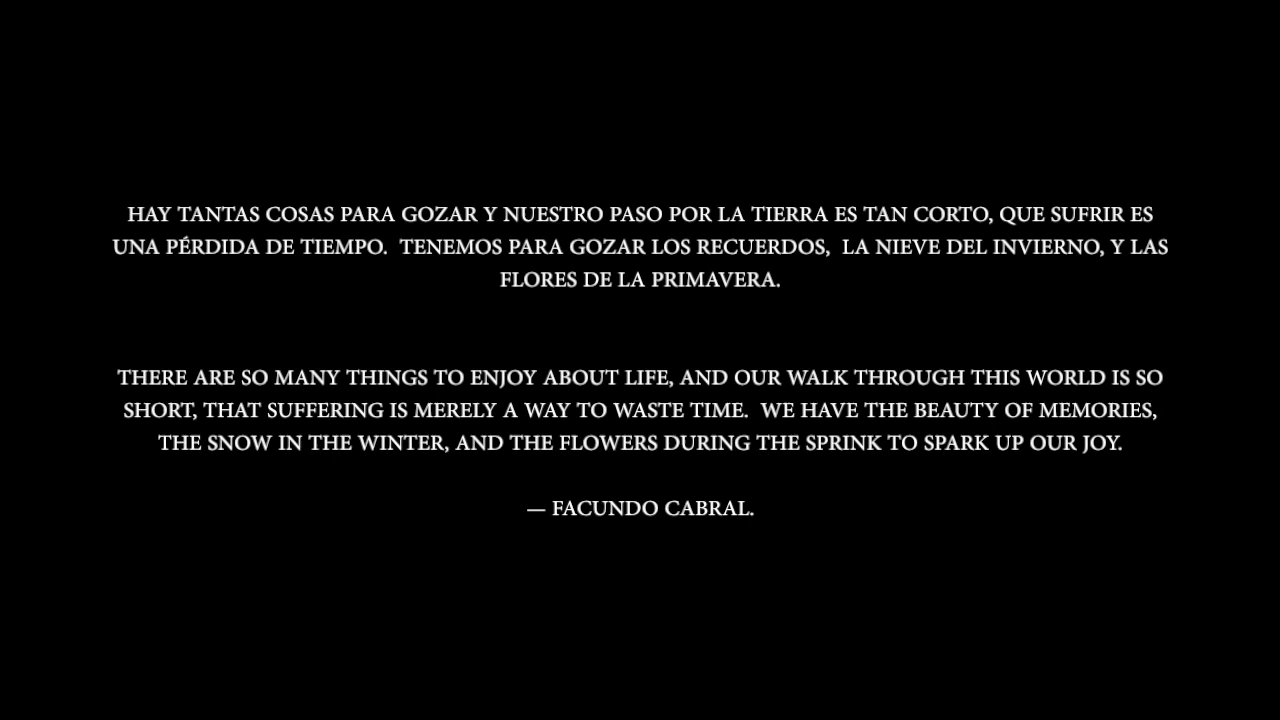 HAY TANTAS COSAS PARA GOZAR Y NUESTRO PASO POR LA TIERRA ES TAN CORTO, QUE SUFRIR ES
UNA PÉRDIDA DE TIEMPO.  TENEMOS PARA GOZAR LOS RECUERDOS,  LA NIEVE DEL INVIERNO, Y LAS
FLORES DE LA PRIMAVERA.
THERE ARE SO MANY THINGS TO ENJOY ABOUT LIFE, AND OUR WALK THROUGH THIS WORLD IS SO
SHORT, THAT SUFFERING IS MERELY A WAY TO WASTE TIME.  WE HAVE THE BEAUTY OF MEMORIES,
THE SNOW IN THE WINTER, AND THE FLOWERS DURING THE SPRINK TO SPARK UP OUR JOY.
— FACUNDO CABRAL.